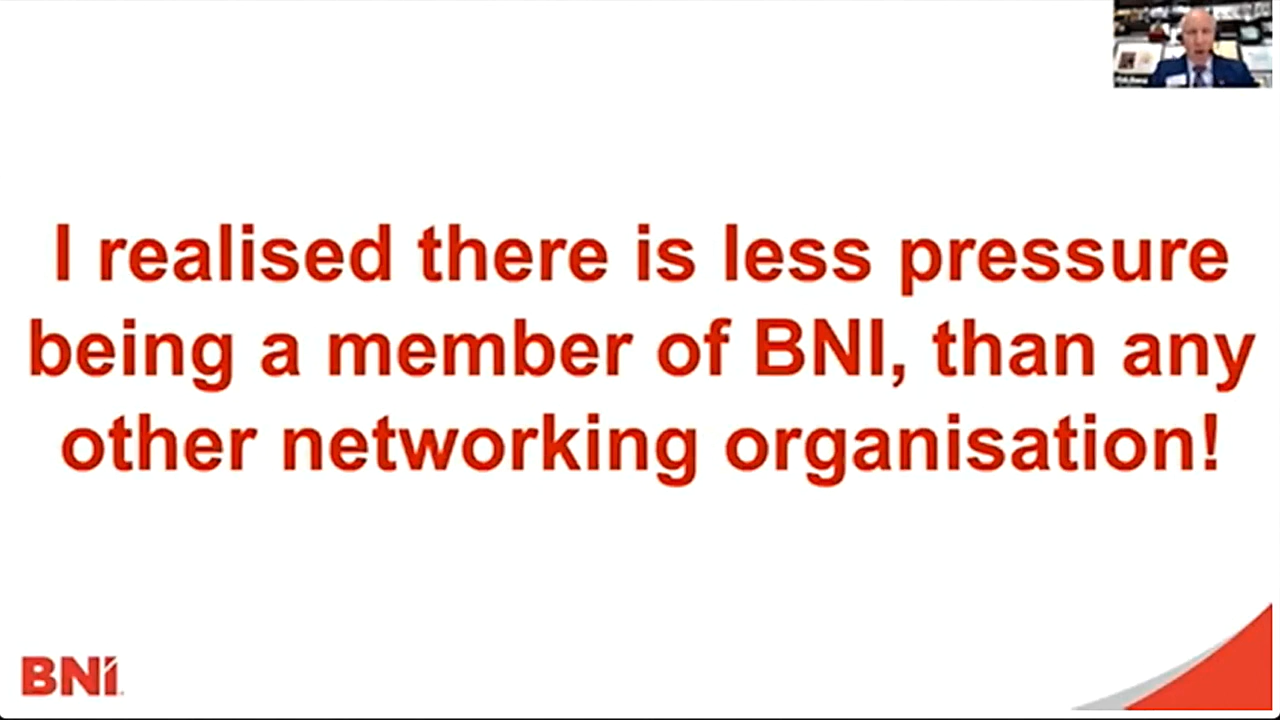 I realised there is less pressure
being a member of BNI, than any
other networking organisation!
BNI